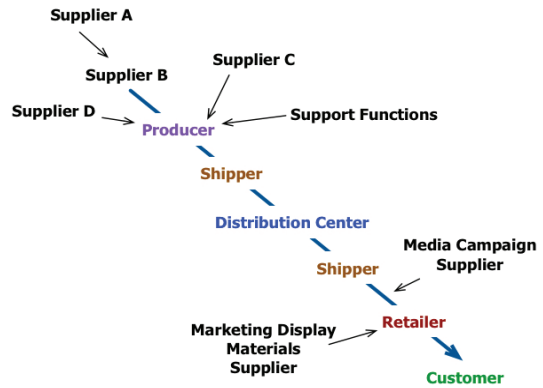 Supplier A
Supplier B
Supplier C
Supplier D
Support Functions
Producer
Shipper
Distribution Center
Shipper
Media Campaign
Supplier
Retailer
Marketing Display
Materials
Supplier
Customer